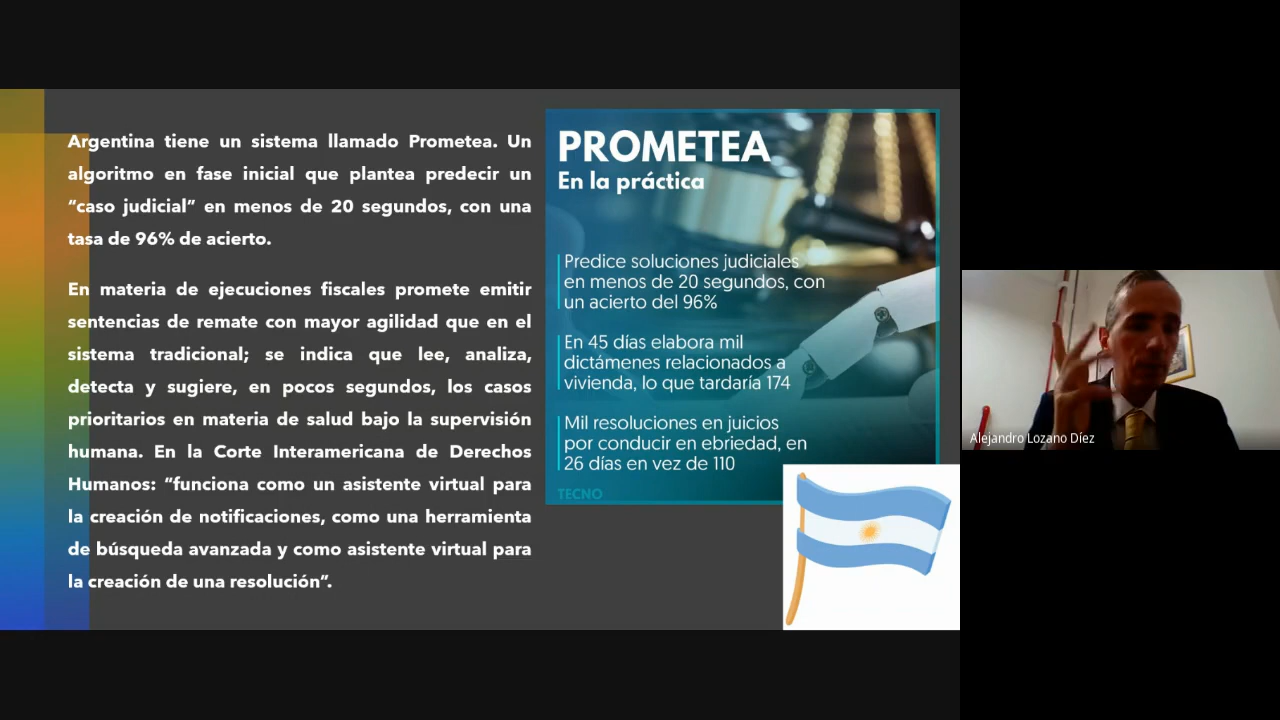 Argentina tiene un sistema llamado Prometea. Un
algoritmo en fase inicial que plantea predecir un
“caso judicial” en menos de 20 segundos, con una
tasa de 96% de acierto.
En materia de ejecuciones fiscales promete emitir
sentencias de remate con mayor agilidad que en el
sistema tradicional; se indica que lee, analiza,
detecta y sugiere, en pocos segundos, los casos
prioritarios en materia de salud bajo la supervisión
humana. En la Corte Interamericana de Derechos
Humanos: “funciona como un asistente virtual para
la creación de notificaciones, como una herramienta
de búsqueda avanzada y como asistente virtual para
la creación de una resolución”.
PROMETEA
En la práctica
Predice soluciones judiciales
en menos de 20 segundos, con
un acierto del 96%
En 45 días elabora mil
dictámenes relacionados a
vivienda, lo que tardaría 174
Mil resoluciones en juicios
por conducir en ebriedad, en
26 días en vez de 110
TECNO
Alejandro Lozano Díez